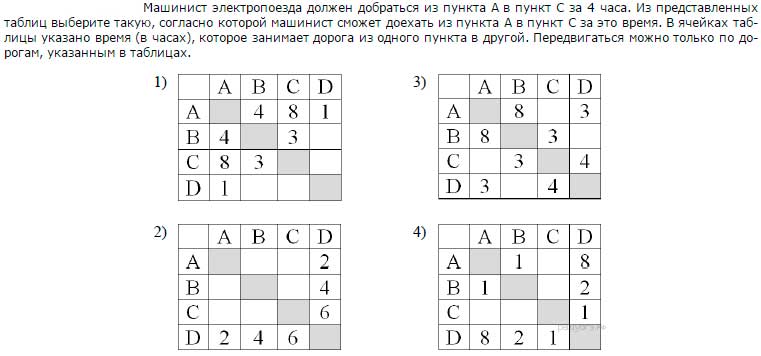 Машинист электропоезда должен добраться из пункта А в пункт С за 4 часа. Из представленных
таблиц выберите такую, согласно которой машинист сможет доехать из пункта А в пункт С за это время. В ячейках таб-
лицы указано время (в часах), которое занимает дорога из одного пункта в другой. Передвигаться можно только по до-
рогам, указанным в таблицах.
1)
A B C D
A 4 8 1
B 4 3
C 8 3
D 1
3)
A B C D
A 8 3
B 8 3
C 3 4
D 3 4
2)
A B C D
A 2
B 4
C 6
D 2 4 6
4)
A B C D
A 1 8
B 1 2
C 1
D 8 2 1